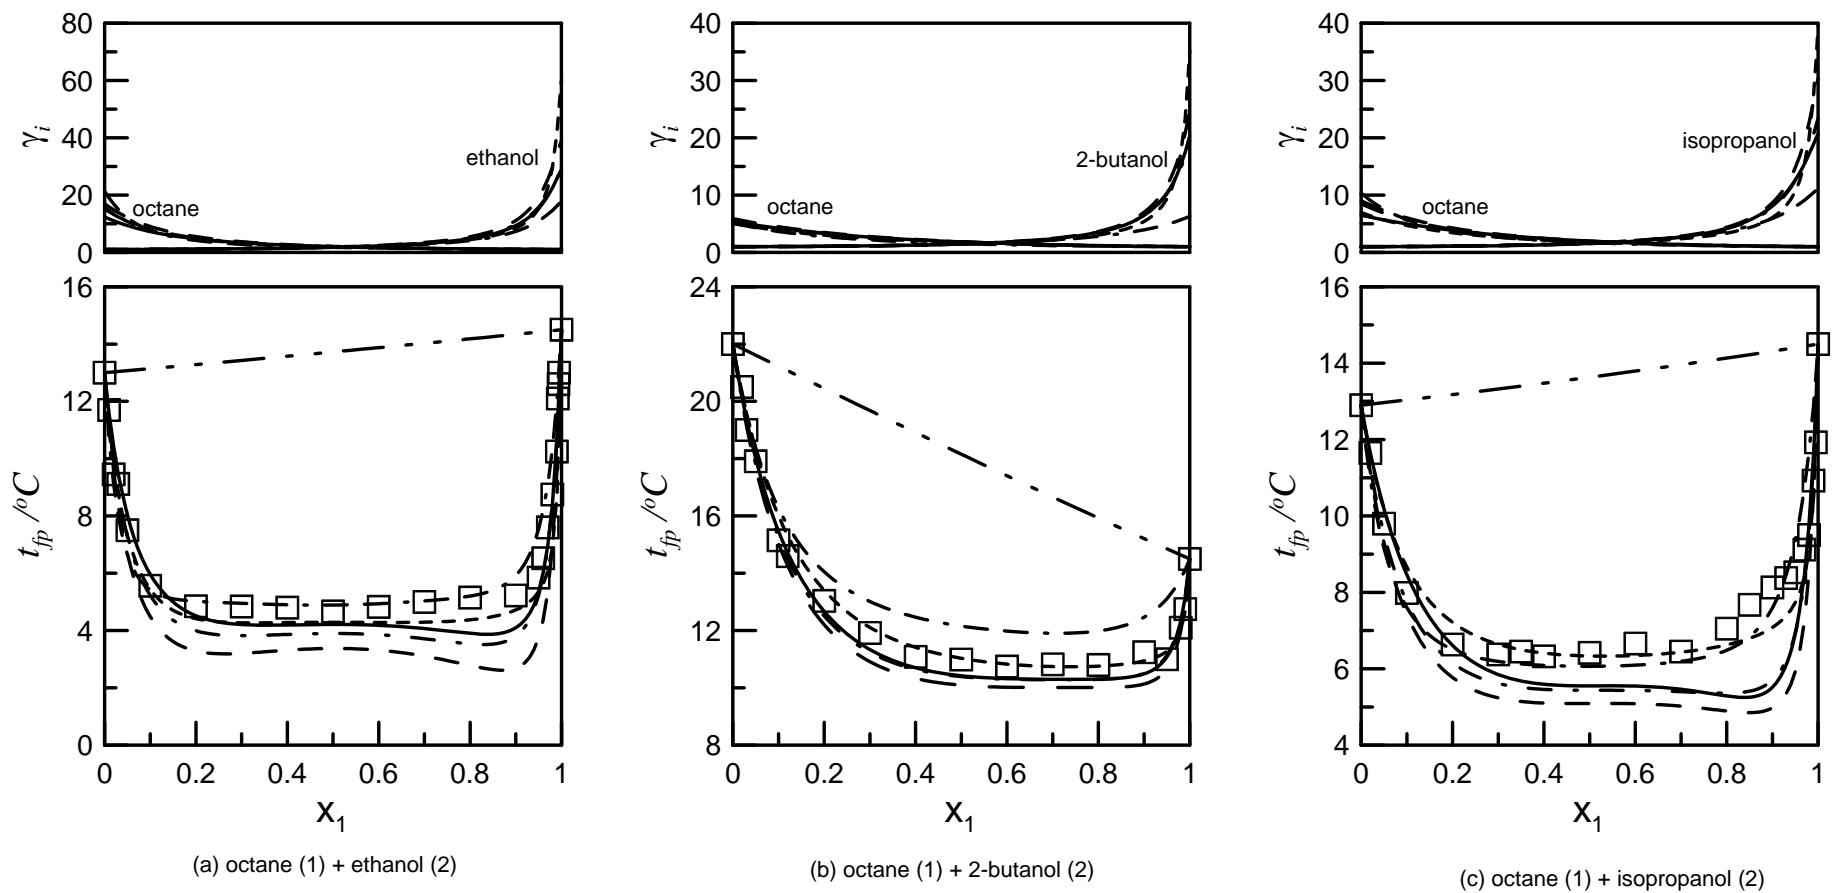 80
60
40
20
0
γi
ethanol
octane
16
12
8
4
0
tfp /oC
0
0.2
0.4
0.6
0.8
1
x1
(a) octane (1) + ethanol (2)
40
30
20
10
0
γi
2-butanol
octane
24
20
16
12
8
tfp /oC
0
0.2
0.4
0.6
0.8
1
x1
(b) octane (1) + 2-butanol (2)
40
30
20
10
0
γi
isopropanol
octane
16
14
12
10
8
6
4
tfp /oC
0
0.2
0.4
0.6
0.8
1
x1
(c) octane (1) + isopropanol (2)